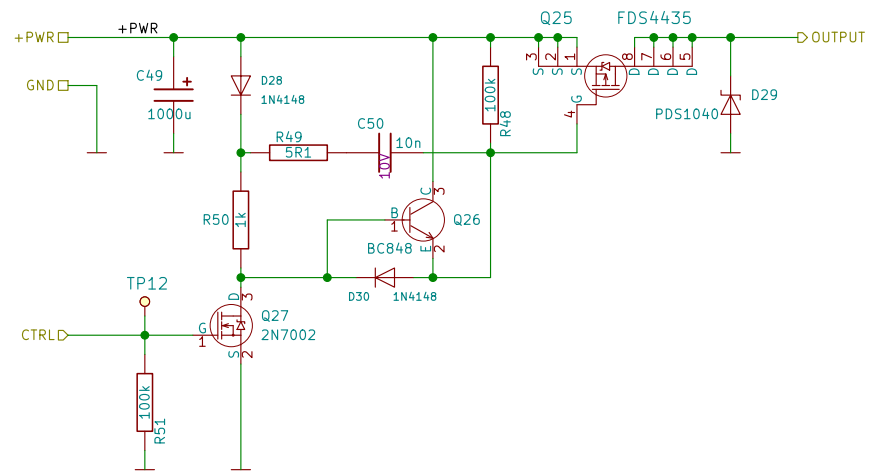 Q25 FDS4435
+PWR
+PWR
OUTPUT
C49
+
1000u
D28
1N4148
3 2 1
S S S
8 7 6 5
D D D D
G
4
100k
R48
D29
PDS1040
GND
R49
5R1
C50
10n
10V
R50
1k
C
3
B
1
Q26
BC848
E
2
D30
1N4148
TP12
D
3
Q27
2N7002
CTRL
G
1
S
2
100k
R51